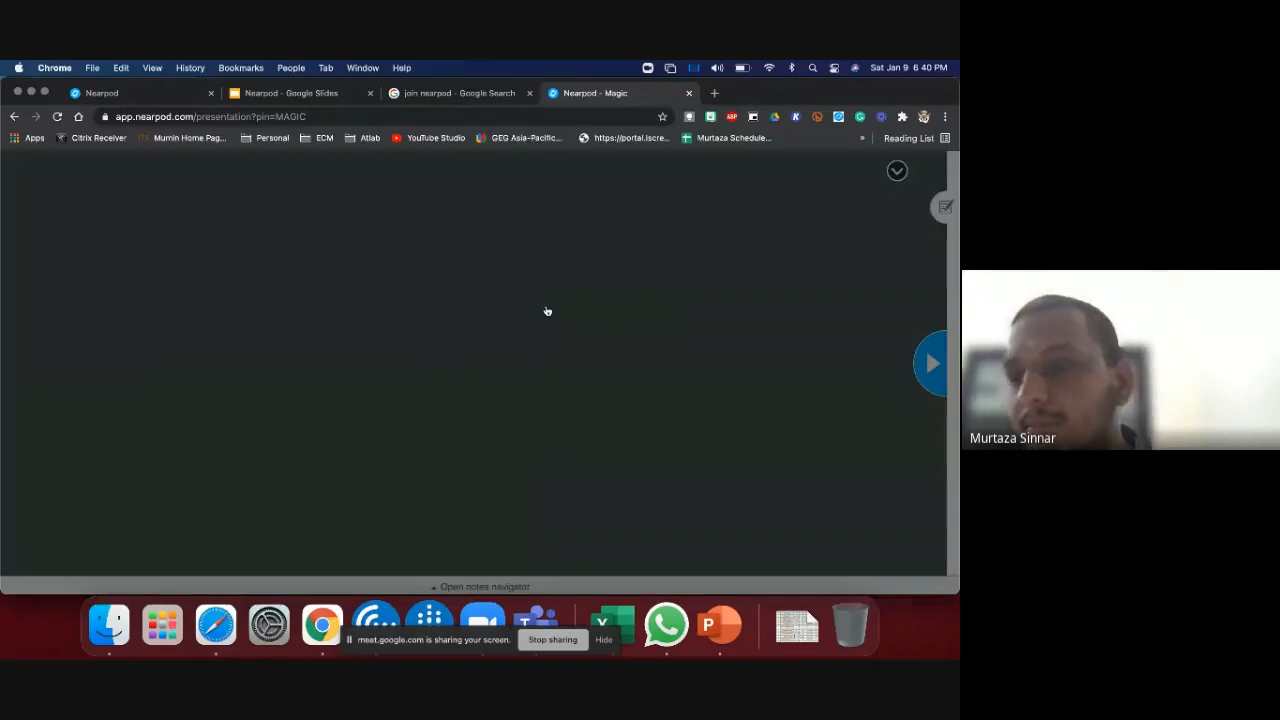 Chrome File Edit View History Bookmarks People Tab Window Help Sat Jan 9 6:40 PM
Nearpod Nearpod - Google Slides join nearpod - Google Search Nearpod - Magic
app.nearpod.com/presentation?pin=MAGIC ABP
Apps Citrix Receiver Mumin Home Pag... Personal ECM Atlab YouTube Studio GEG Asia-Pacific... https://portal.iscre... Murtaza Schedule... » Reading List
Murtaza Sinnar
Open notes navigator
meet.google.com is sharing your screen. Stop sharing Hide